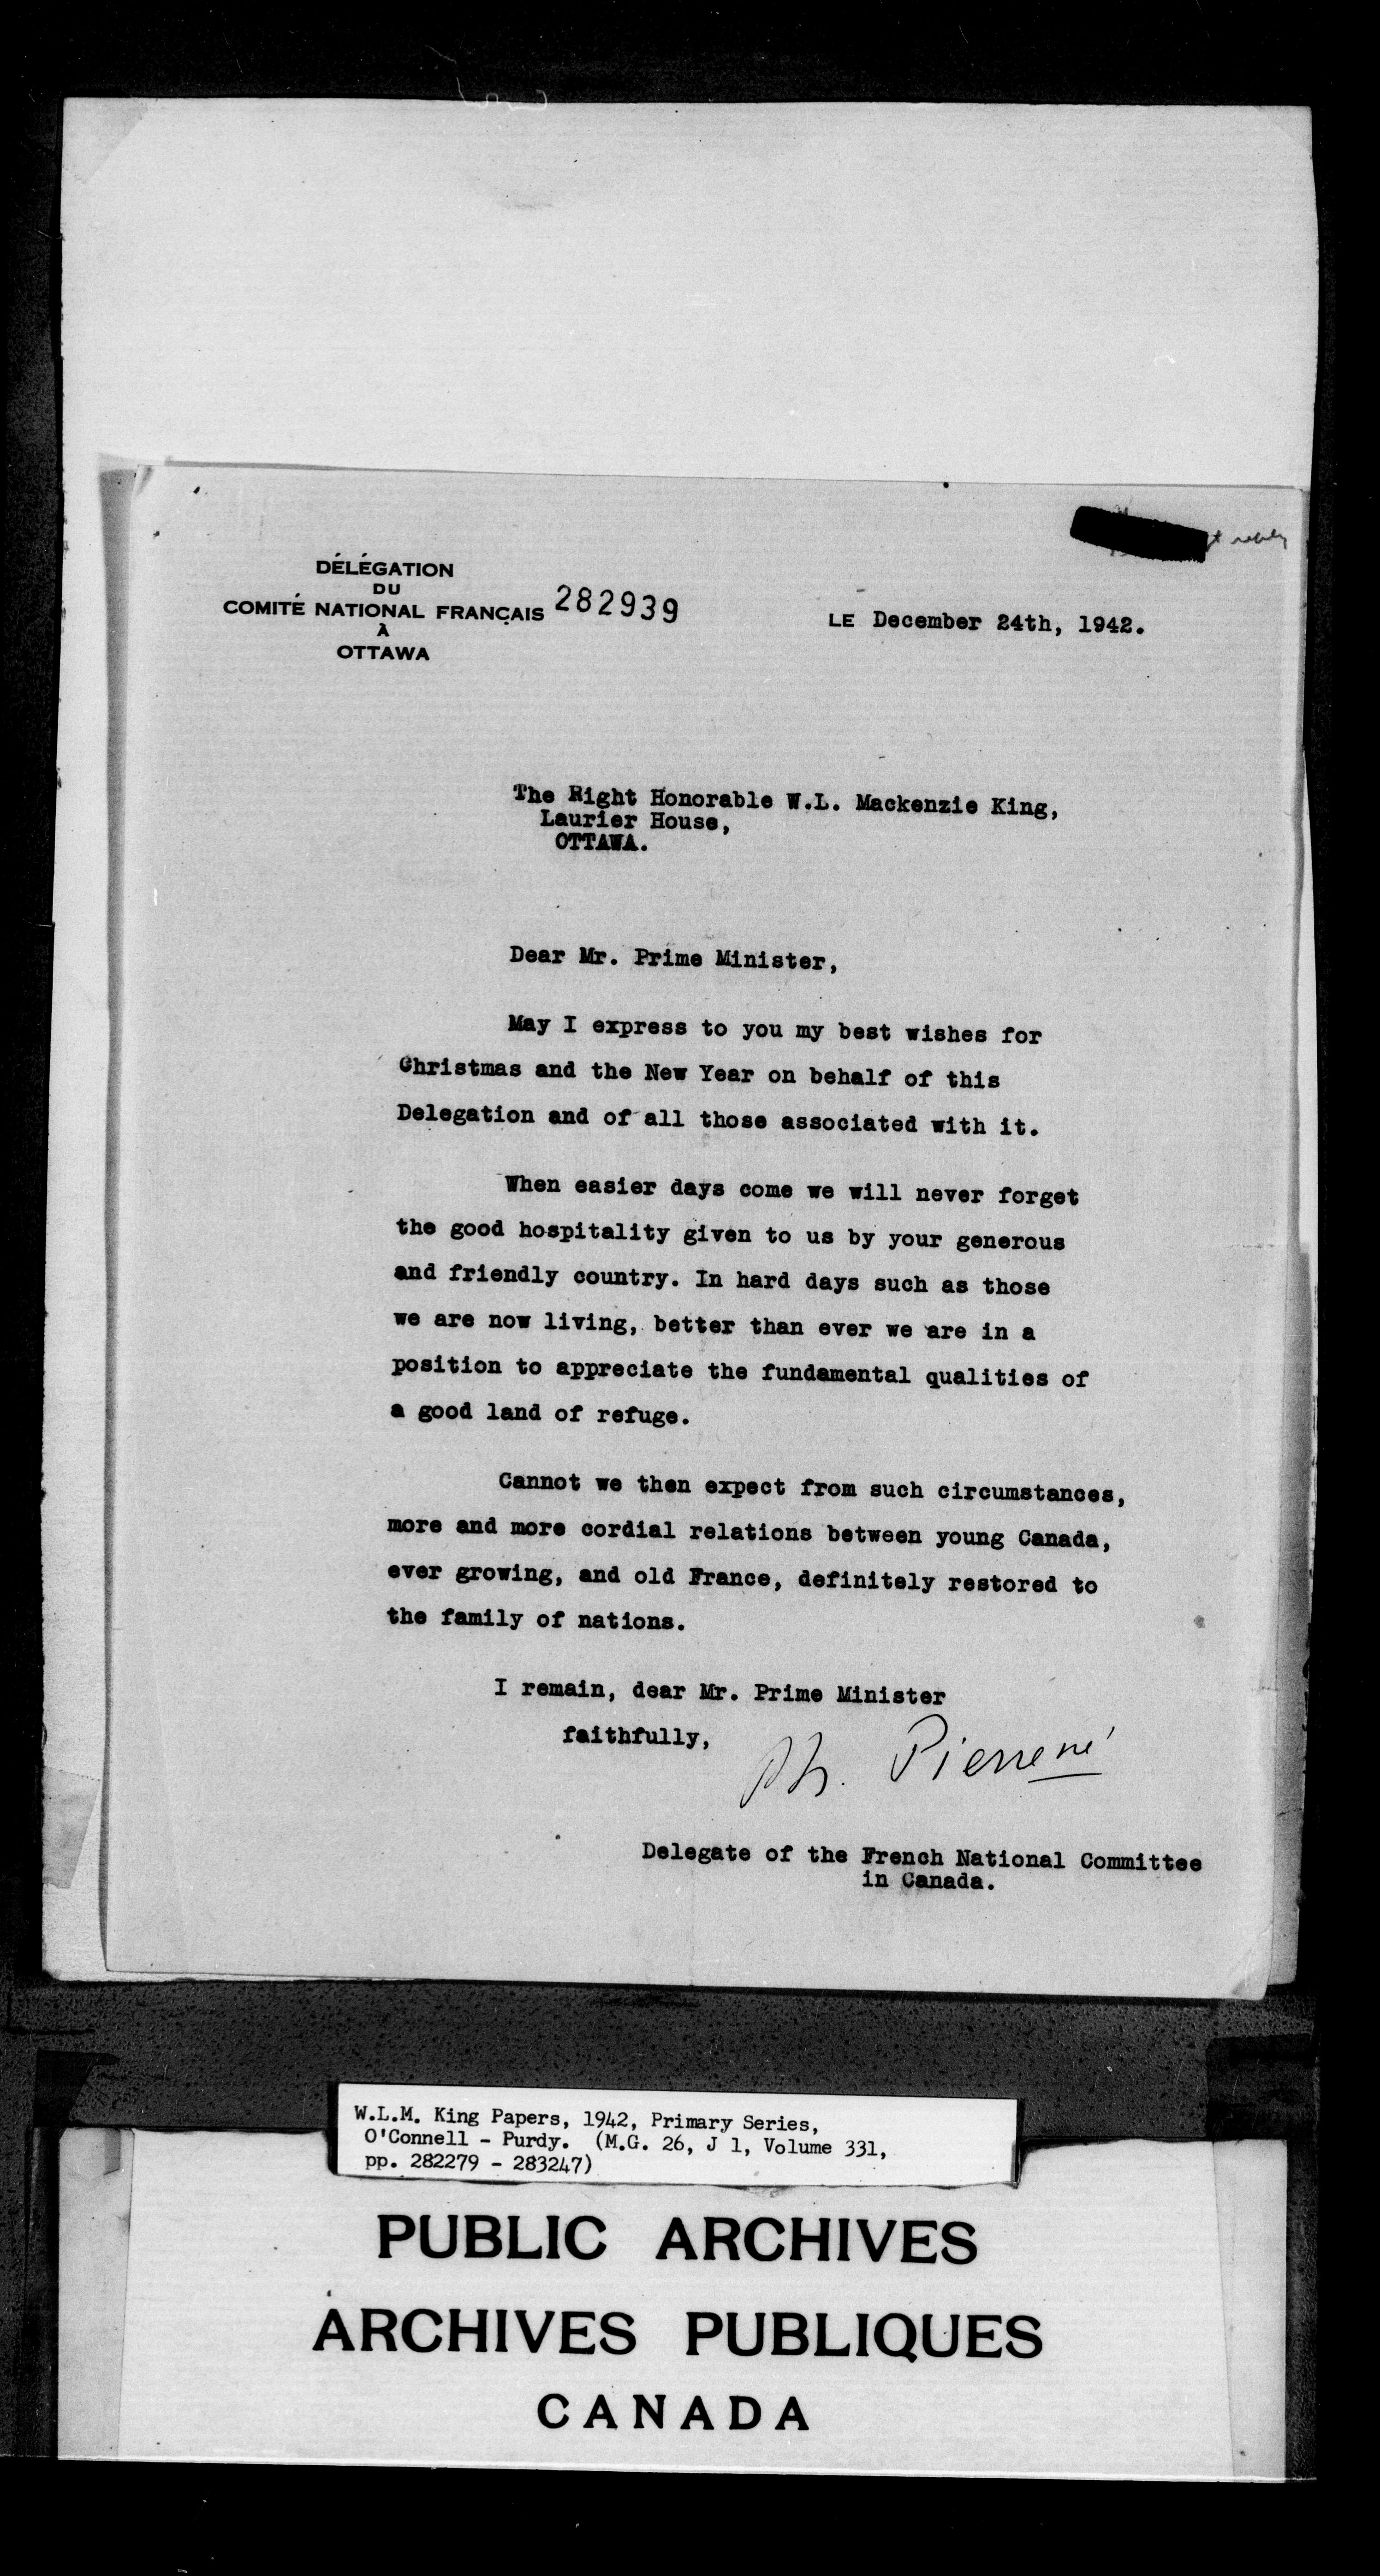 reply
DÉLÉGATION
DU
COMITÉ NATIONAL FRANÇAIS 282939
À
OTTAWA
LE December 24th, 1942.
The Right Honorable W.L. Mackenzie King,
Laurier House,
OTTAWA.
Dear Mr. Prime Minister,
May I express to you my best wishes for
Christmas and the New Year on behalf of this
Delegation and of all those associated with it.
When easier days come we will never forget
the good hospitality given to us by your generous
and friendly country. In hard days such as those
we are now living, better than ever we are in a
position to appreciate the fundamental qualities of
a good land of refuge.
Cannot we then expect from such circumstances,
more and more cordial relations between young Canada,
ever growing, and old France, definitely restored to
the family of nations.
I remain, dear Mr. Prime Minister
faithfully,
Ph. Pierrené
Delegate of the French National Committee
in Canada.
W.L.M. King Papers, 1942, Primary Series,
O'Connell - Purdy. (M.G. 26, J 1, Volume 331,
pp. 282279 - 283247)
PUBLIC ARCHIVES
ARCHIVES PUBLIQUES
CANADA